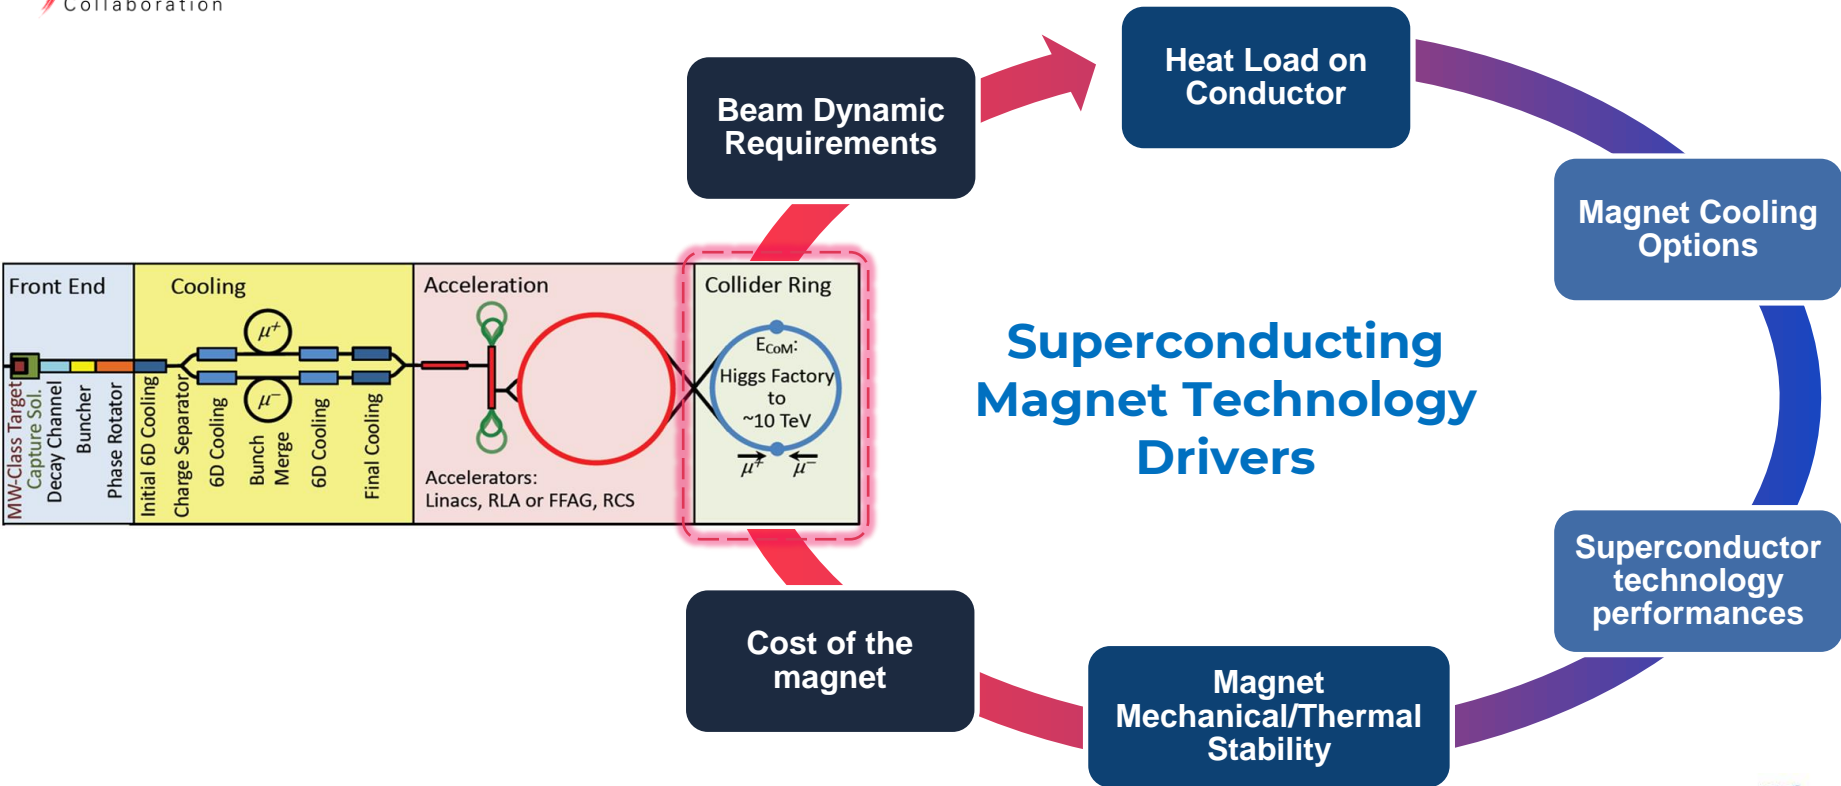 Collaboration
Beam Dynamic
Requirements
Heat Load on
Conductor
Magnet Cooling
Options
Superconductor
technology
performances
Magnet
Mechanical/Thermal
Stability
Cost of the
magnet
Superconducting
Magnet Technology
Drivers
Front End
MW-Class Target
Capture Sol.
Decay Channel
Buncher
Phase Rotator
Cooling
μ+
μ−
Initial 6D Cooling
Charge Separator
6D Cooling
Bunch
Merge
6D Cooling
Final Cooling
Acceleration
Accelerators:
Linacs, RLA or FFAG, RCS
Collider Ring
ECoM:
Higgs Factory
to
~10 TeV
μ+ μ−